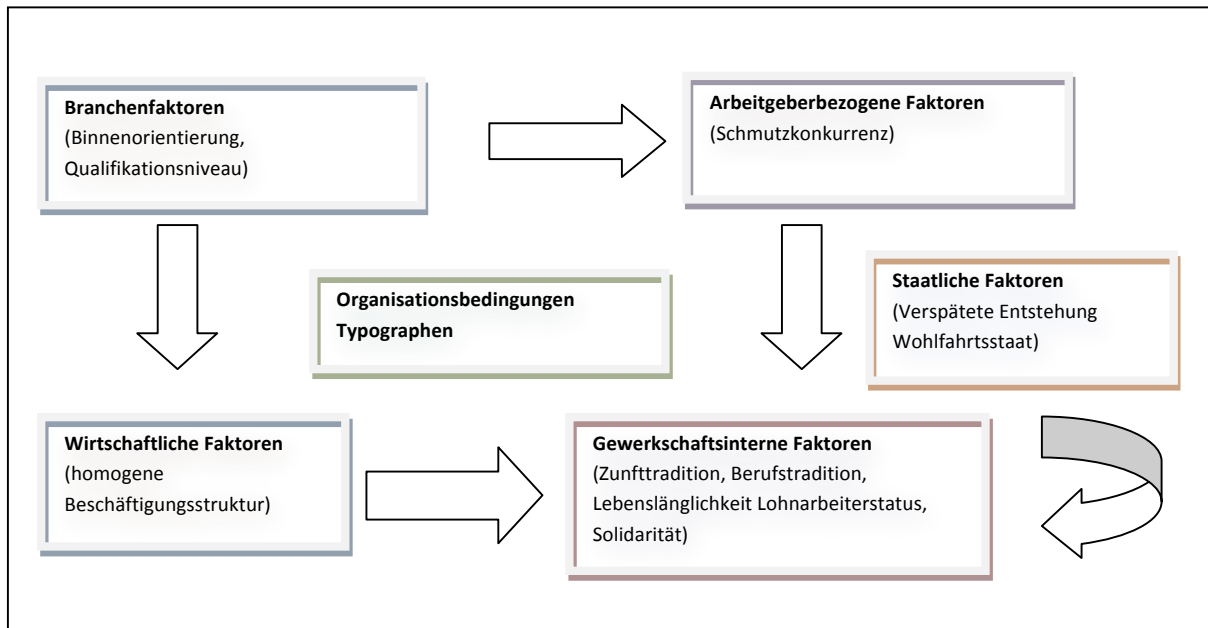 Branchenfaktoren
(Binnenorientierung,
Qualifikationsniveau)
Arbeitgeberbezogene Faktoren
(Schmutzkonkurrenz)
Organisationsbedingungen
Typographen
Staatliche Faktoren
(Verspätete Entstehung
Wohlfahrtsstaat)
Wirtschaftliche Faktoren
(homogene
Beschäftigungsstruktur)
Gewerkschaftsinterne Faktoren
(Zunfttradition, Berufstradition,
Lebenslänglichkeit Lohnarbeiterstatus,
Solidarität)